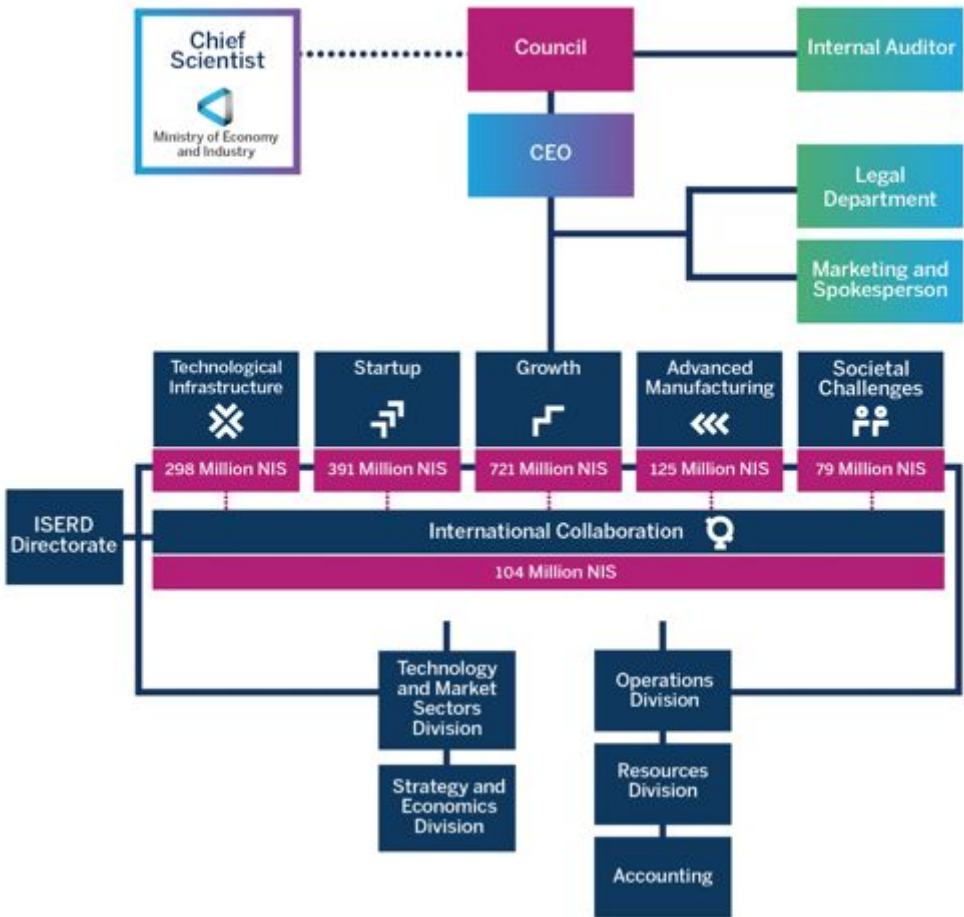 Chief
Scientist
Ministry of Economy
and Industry
Council
Internal Auditor
CEO
Legal
Department
Marketing and
Spokesperson
Technological
Infrastructure
Startup
Growth
Advanced
Manufacturing
Societal
Challenges
298 Million NIS
391 Million NIS
721 Million NIS
125 Million NIS
79 Million NIS
ISERD
Directorate
International Collaboration
104 Million NIS
Technology
and Market
Sectors
Division
Operations
Division
Strategy and
Economics
Division
Resources
Division
Accounting